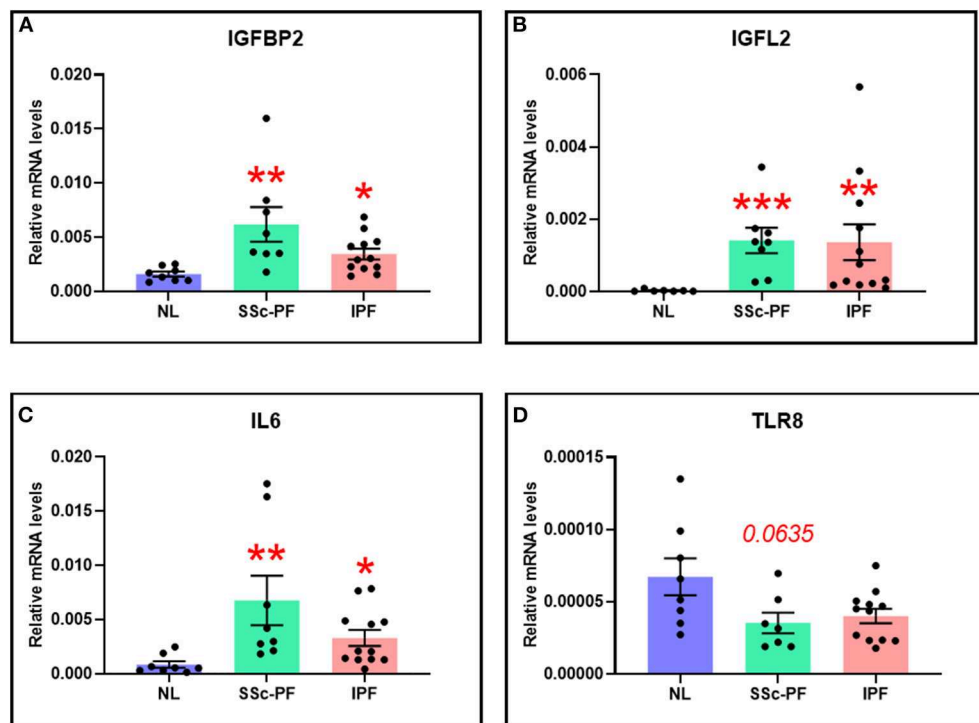 A
IGFBP2
Relative mRNA levels
0.020
0.015
0.010
0.005
0.000
**
*
NL
SSc-PF
IPF
B
IGFL2
Relative mRNA levels
0.006
0.004
0.002
0.000
***
**
NL
SSc-PF
IPF
C
IL6
Relative mRNA levels
0.020
0.015
0.010
0.005
0.000
**
*
NL
SSc-PF
IPF
D
TLR8
Relative mRNA levels
0.00015
0.00010
0.00005
0.00000
0.0635
NL
SSc-PF
IPF